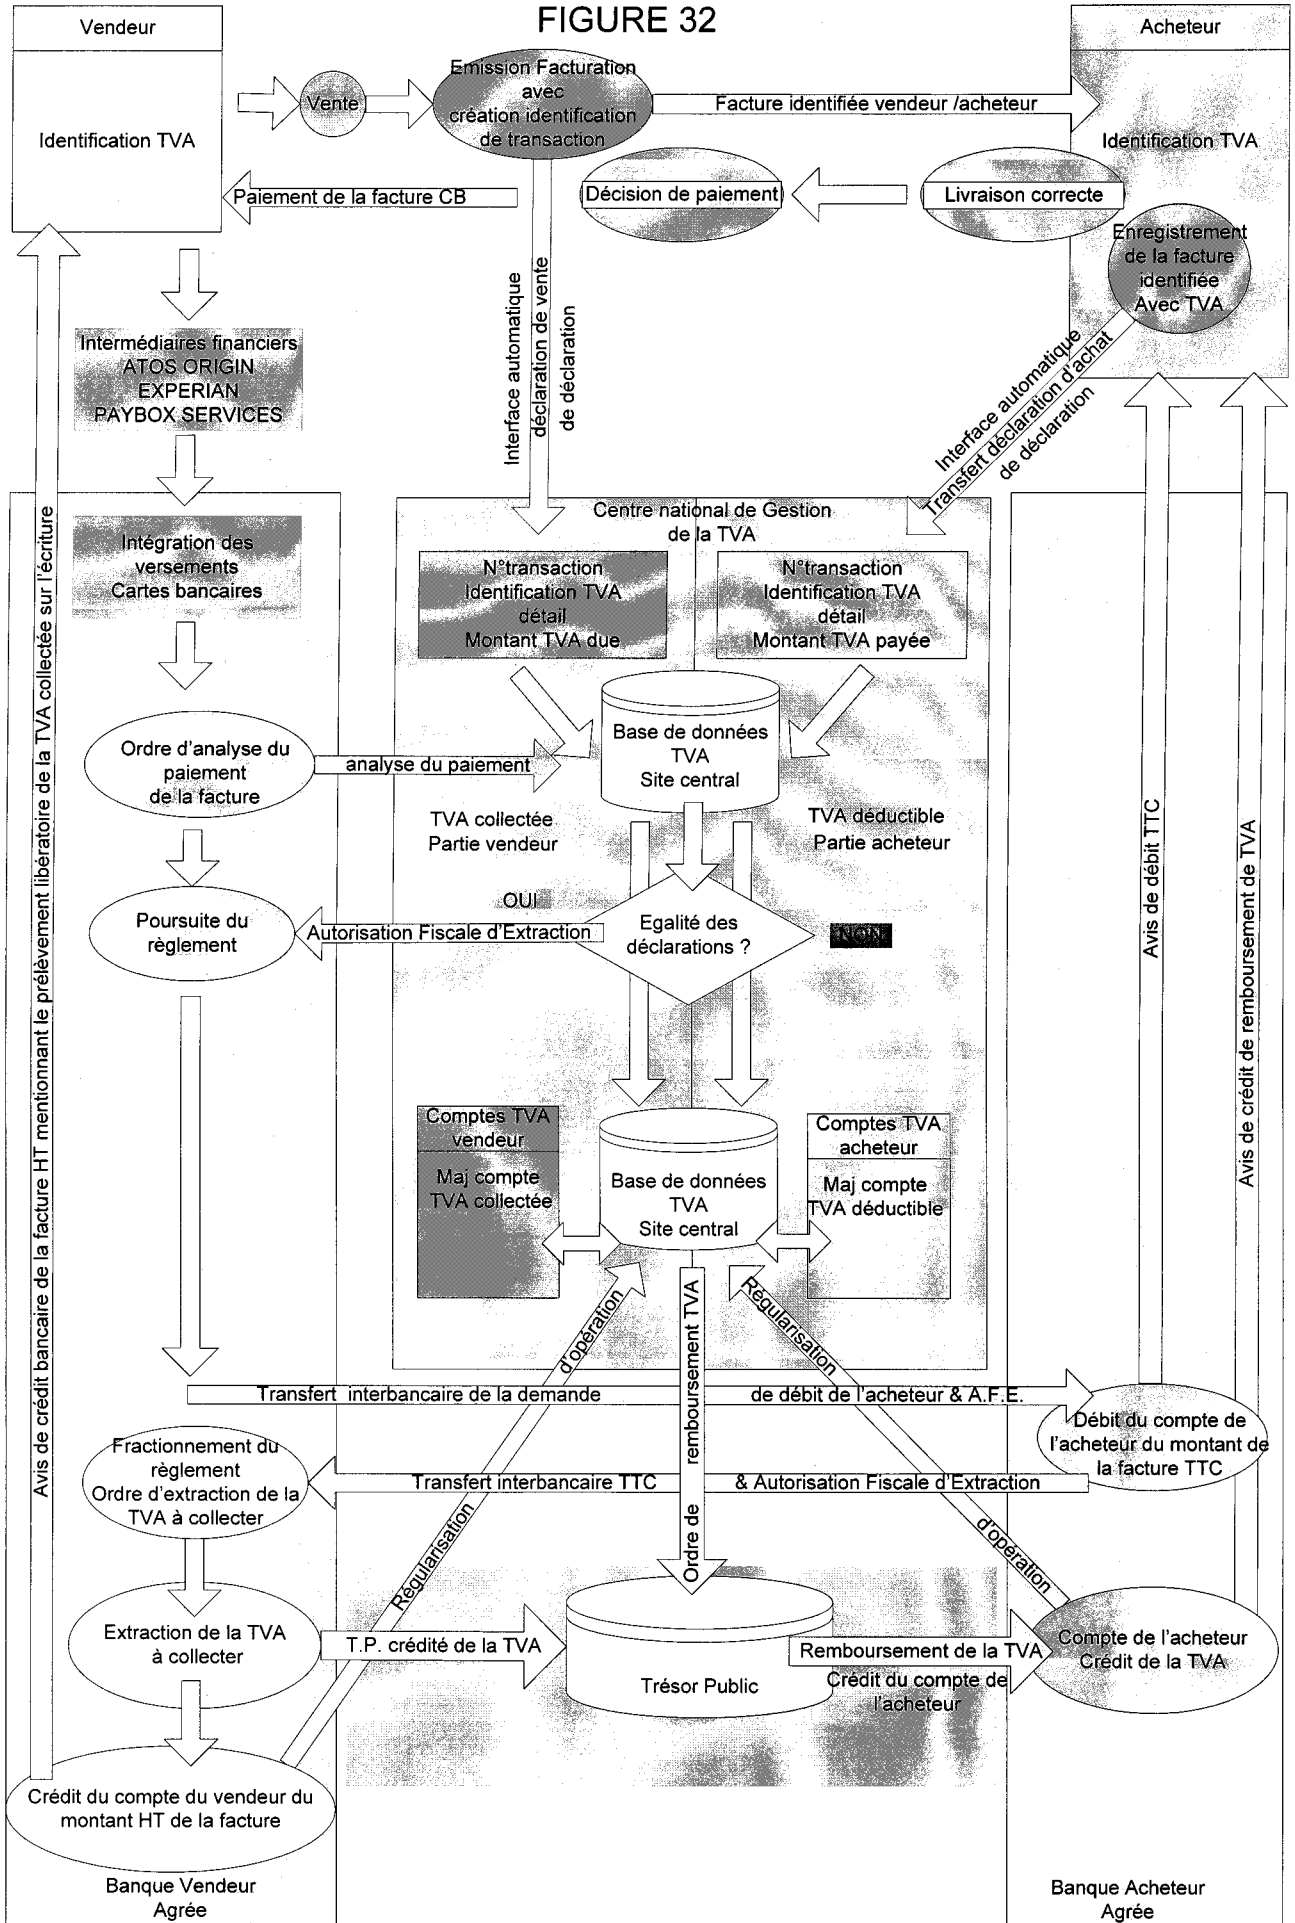 FIGURE 32
Vendeur
Identification TVA
Vente
Emission Facturation
avec
création identification
de transaction
Facture identifiée vendeur /acheteur
Acheteur
Identification TVA
Paiement de la facture CB
Décision de paiement
Livraison correcte
Enregistrement
de la facture
identifiée
Avec TVA
Interface automatique
déclaration de vente
de déclaration
Interface automatique
Transfert déclaration d'achat
de déclaration
Intermédiaires financiers
ATOS ORIGIN
EXPERIAN
PAYBOX SERVICES
Intégration des
versements
Cartes bancaires
Centre national de Gestion
de la TVA
N°transaction
Identification TVA
détail
Montant TVA due
N°transaction
Identification TVA
détail
Montant TVA payée
Ordre d'analyse du
paiement
de la facture
analyse du paiement
Base de données
TVA
Site central
TVA collectée
Partie vendeur
TVA déductible
Partie acheteur
OUI
Poursuite du
règlement
Autorisation Fiscale d'Extraction
Egalité des
déclarations ?
NON
Avis de crédit bancaire de la facture HT mentionnant le prélèvement libératoire de la TVA collectée sur l'écriture
Avis de débit TTC
Avis de crédit de remboursement de TVA
Comptes TVA
vendeur
Maj compte
TVA collectée
Base de données
TVA
Site central
Comptes TVA
acheteur
Maj compte
TVA déductible
Régularisation d'opération
Ordre de remboursement TVA
Régularisation d'opération
Transfert interbancaire de la demande de débit de l'acheteur & A.F.E.
Débit du compte de
l'acheteur du montant de
la facture TTC
Fractionnement du
règlement
Ordre d'extraction de la
TVA à collecter
Transfert interbancaire TTC & Autorisation Fiscale d'Extraction
Extraction de la TVA
à collecter
T.P. crédité de la TVA
Trésor Public
Remboursement de la TVA
Crédit du compte de
l'acheteur
Compte de l'acheteur
Crédit de la TVA
Crédit du compte du vendeur du
montant HT de la facture
Banque Vendeur
Agrée
Banque Acheteur
Agrée